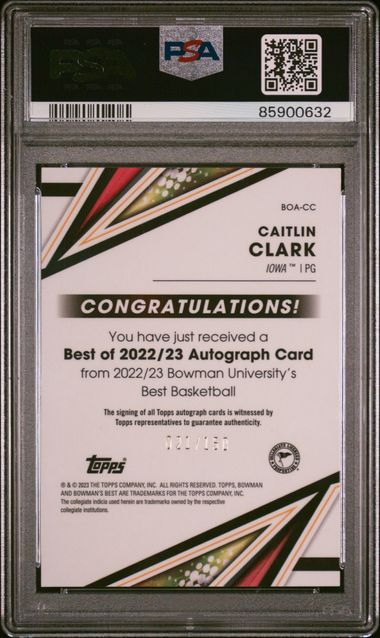 PSA
85900632
BOA-CC
CAITLIN
CLARK
IOWA™ | PG
CONGRATULATIONS!
You have just received a
Best of 2022/23 Autograph Card
from 2022/23 Bowman University's
Best Basketball
The signing of all Topps autograph cards is witnessed by
Topps representatives to guarantee authenticity.
topps®
® & © 2023 THE TOPPS COMPANY, INC. ALL RIGHTS RESERVED. TOPPS, BOWMAN
AND BOWMAN'S BEST ARE TRADEMARKS FOR THE TOPPS COMPANY, INC.
The collegiate indicia used herein are trademarks owned by the respective
collegiate institutions.
PSA